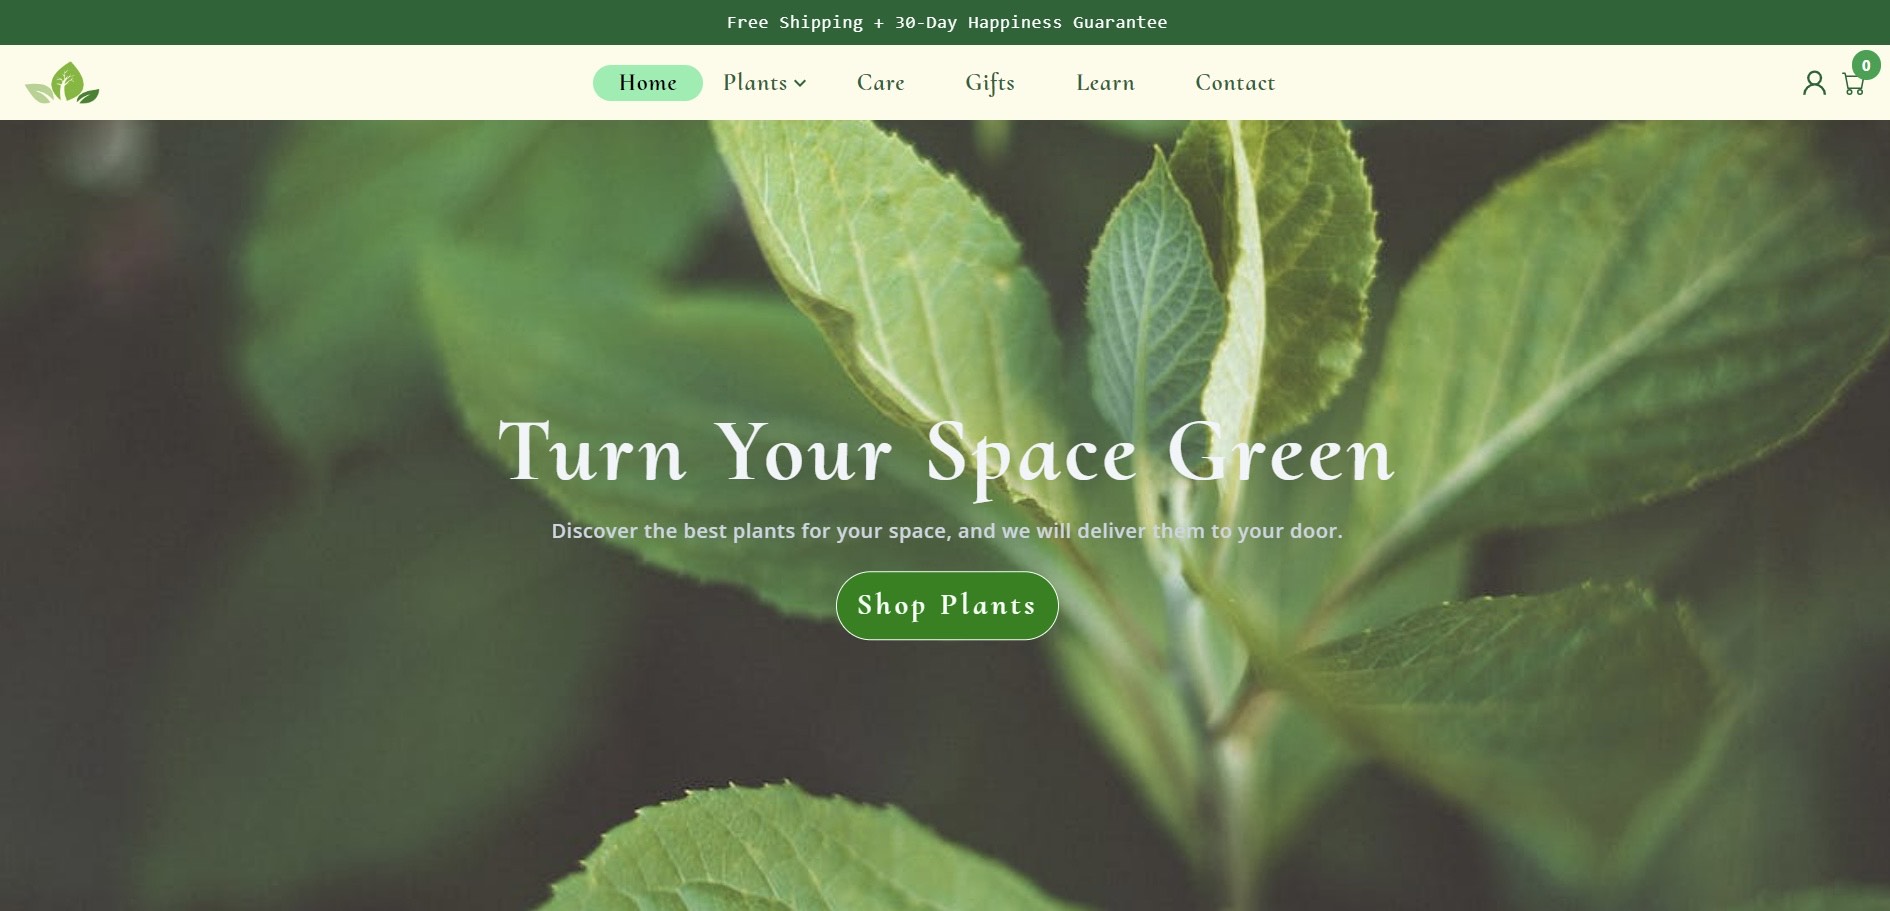 Free Shipping + 30-Day Happiness Guarantee
Home Plants Care Gifts Learn Contact 0
Turn Your Space Green
Discover the best plants for your space, and we will deliver them to your door.
Shop Plants